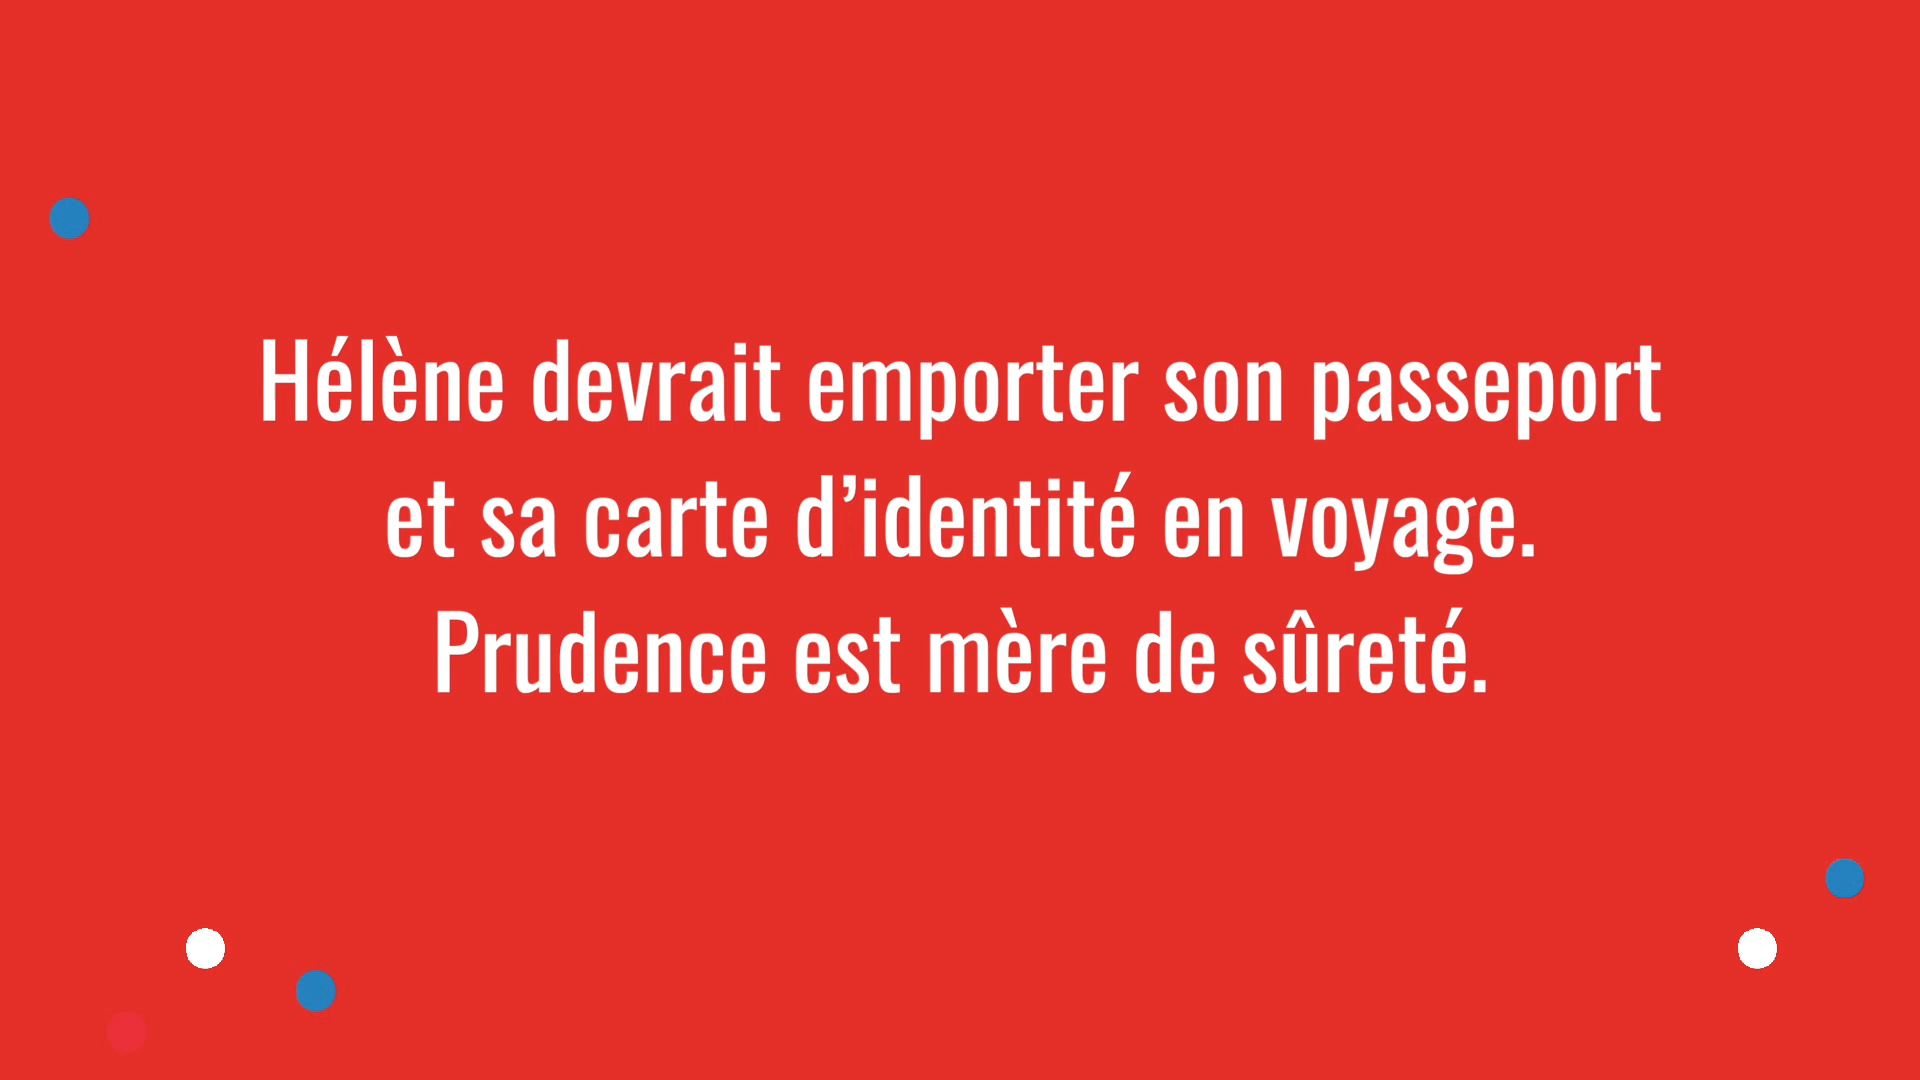 Hélène devrait emporter son passeport
et sa carte d’identité en voyage.
Prudence est mère de sûreté.